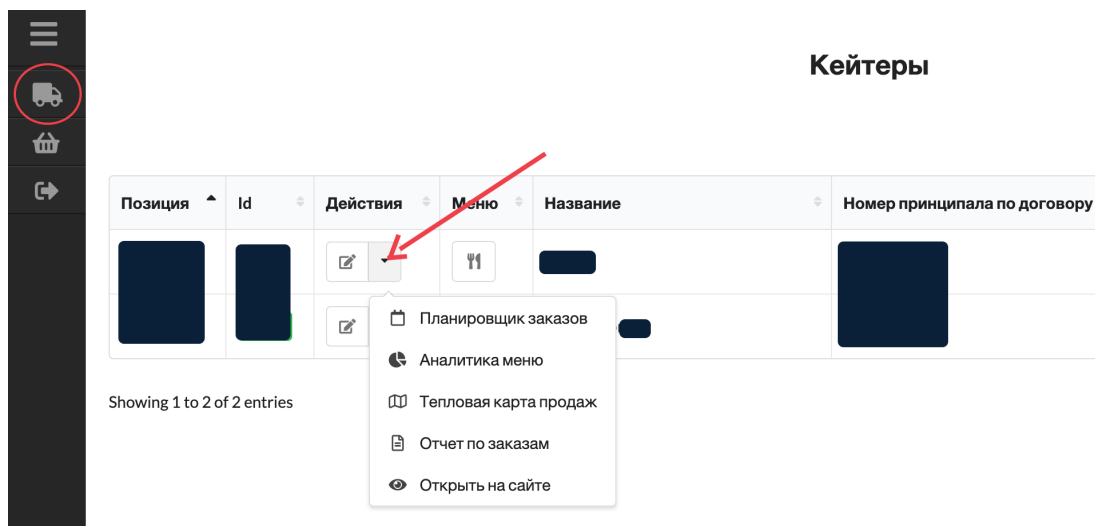 Кейтеры
Позиция Id Действия Меню Название Номер принципала по договору
Планировщик заказов
Аналитика меню
Тепловая карта продаж
Отчет по заказам
Открыть на сайте
Showing 1 to 2 of 2 entries